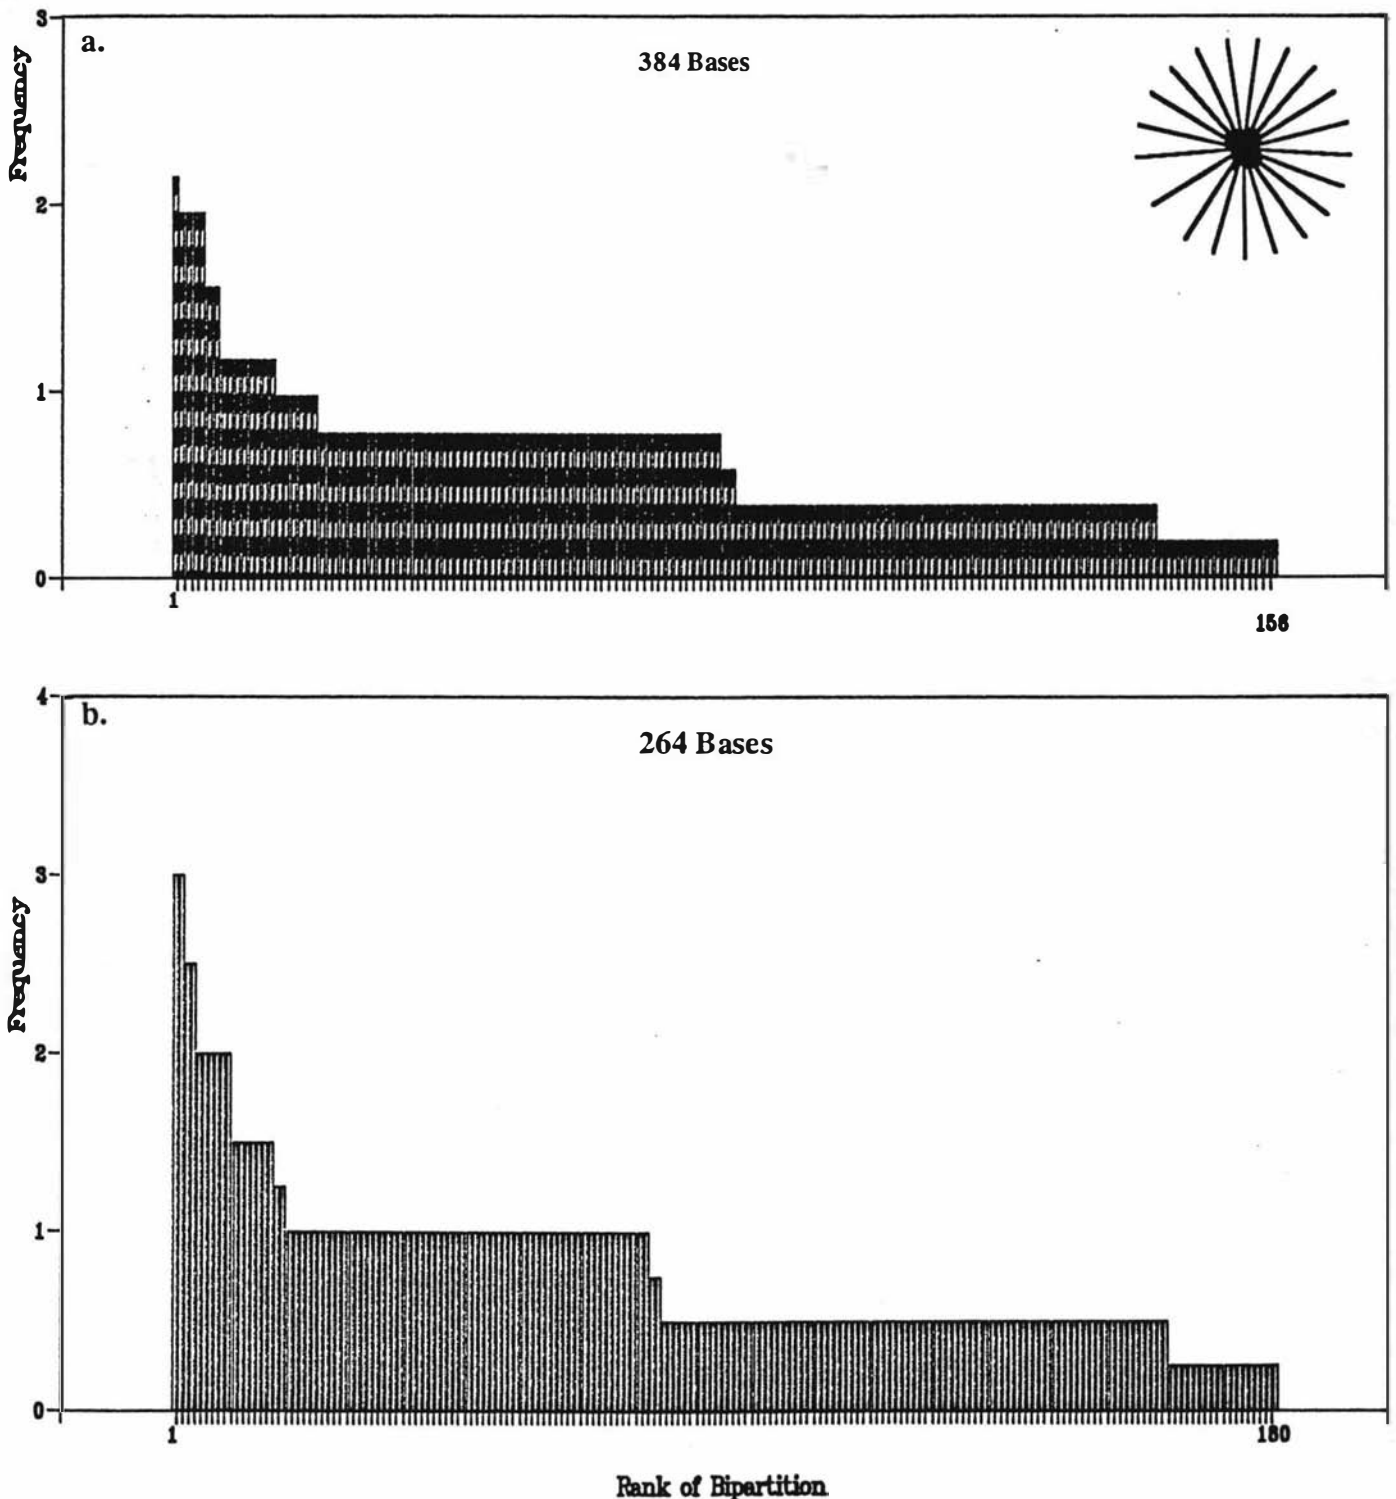 3
a.
384 Bases
Frequency
2
1
0
1
156
4
b.
264 Bases
3
Frequency
2
1
0
1
180
Rank of Bipartition